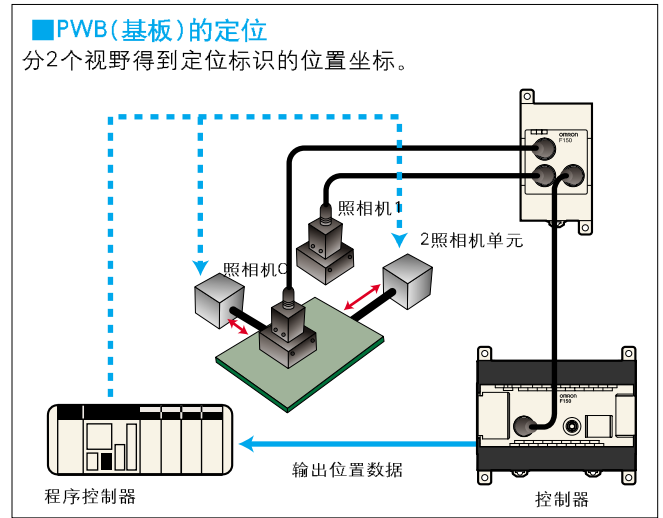 ■PWB(基板)的定位
分2个视野得到定位标识的位置坐标。
OMRON
F150
照相机1
2照相机单元
照相机0
OMRON
F150
输出位置数据
程序控制器
控制器